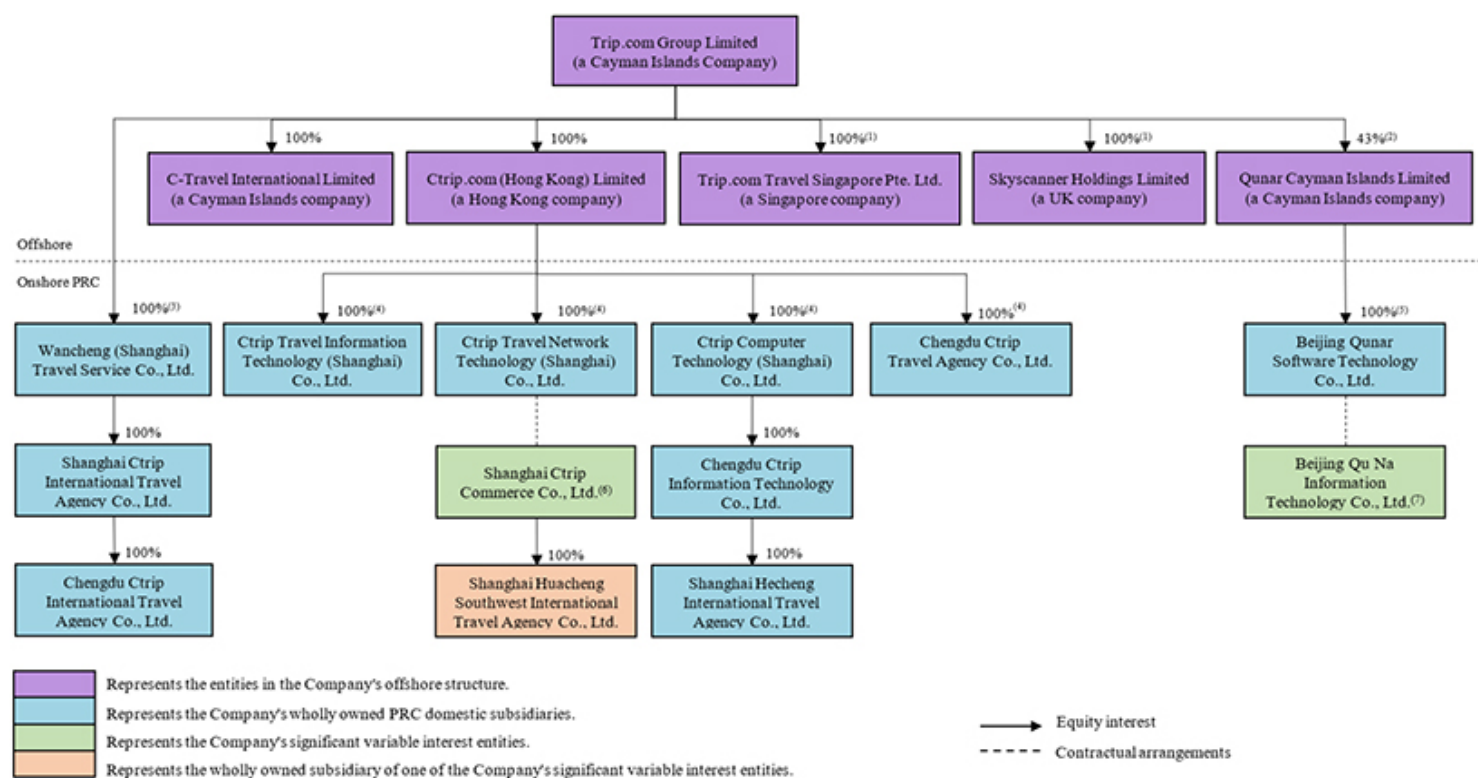 Trip.com Group Limited
(a Cayman Islands Company)
100%
100%
100%(1)
100%(1)
43%(2)
C-Travel International Limited
(a Cayman Islands company)
Ctrip.com (Hong Kong) Limited
(a Hong Kong company)
Trip.com Travel Singapore Pte. Ltd.
(a Singapore company)
Skyscanner Holdings Limited
(a UK company)
Qunar Cayman Islands Limited
(a Cayman Islands company)
Offshore
Onshore PRC
100%(3)
100%(4)
100%(4)
100%(4)
100%(4)
100%(5)
Wancheng (Shanghai)
Travel Service Co., Ltd.
Ctrip Travel Information
Technology (Shanghai)
Co., Ltd.
Ctrip Travel Network
Technology (Shanghai)
Co., Ltd.
Ctrip Computer
Technology (Shanghai)
Co., Ltd.
Chengdu Ctrip
Travel Agency Co., Ltd.
Beijing Qunar
Software Technology
Co., Ltd.
100%
100%
Shanghai Ctrip
International Travel
Agency Co., Ltd.
Shanghai Ctrip
Commerce Co., Ltd.(6)
Chengdu Ctrip
Information Technology
Co., Ltd.
Beijing Qu Na
Information
Technology Co., Ltd.(7)
100%
100%
100%
Chengdu Ctrip
International Travel
Agency Co., Ltd.
Shanghai Huacheng
Southwest International
Travel Agency Co., Ltd.
Shanghai Hecheng
International Travel
Agency Co., Ltd.
Represents the entities in the Company's offshore structure.
Represents the Company's wholly owned PRC domestic subsidiaries.
Represents the Company's significant variable interest entities.
Represents the wholly owned subsidiary of one of the Company's significant variable interest entities.
Equity interest
Contractual arrangements